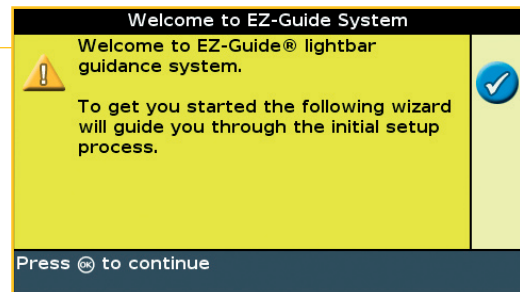 Welcome to EZ-Guide System
Welcome to EZ-Guide® lightbar
guidance system.
To get you started the following wizard
will guide you through the initial setup
process.
Press OK to continue